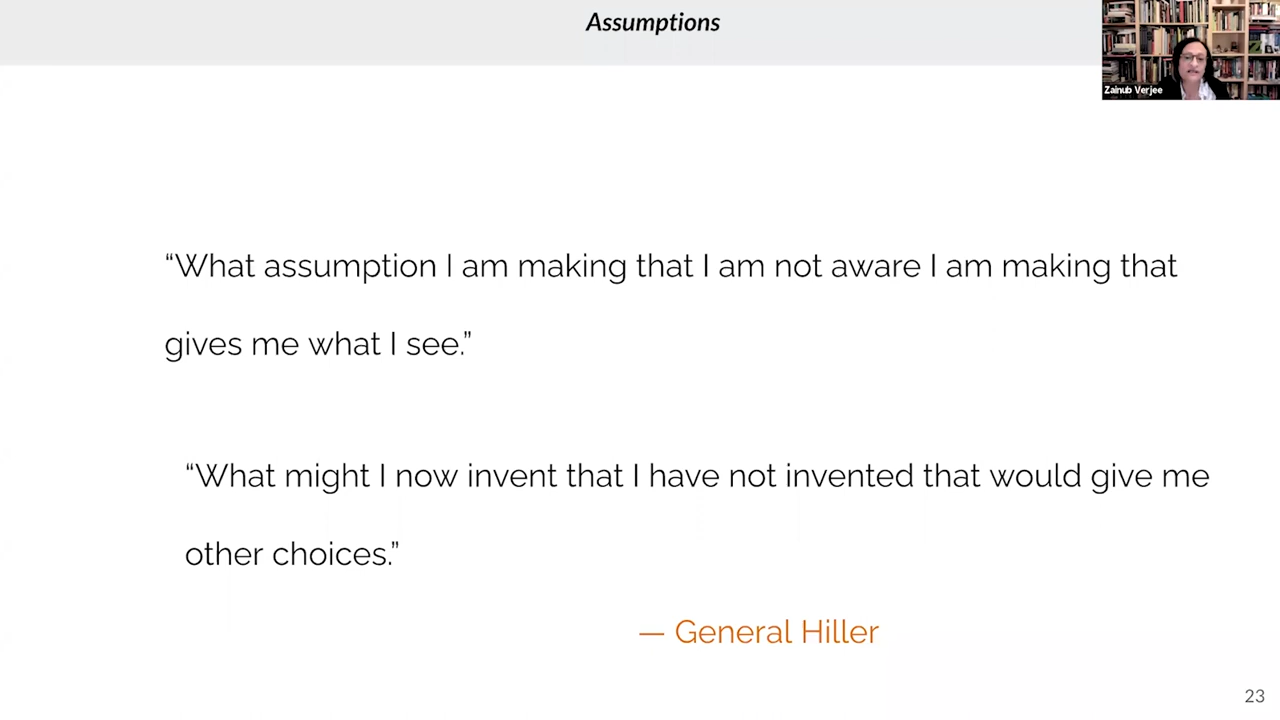 Assumptions
Zainub Verjee
“What assumption I am making that I am not aware I am making that
gives me what I see.”
“What might I now invent that I have not invented that would give me
other choices.”
— General Hiller
23